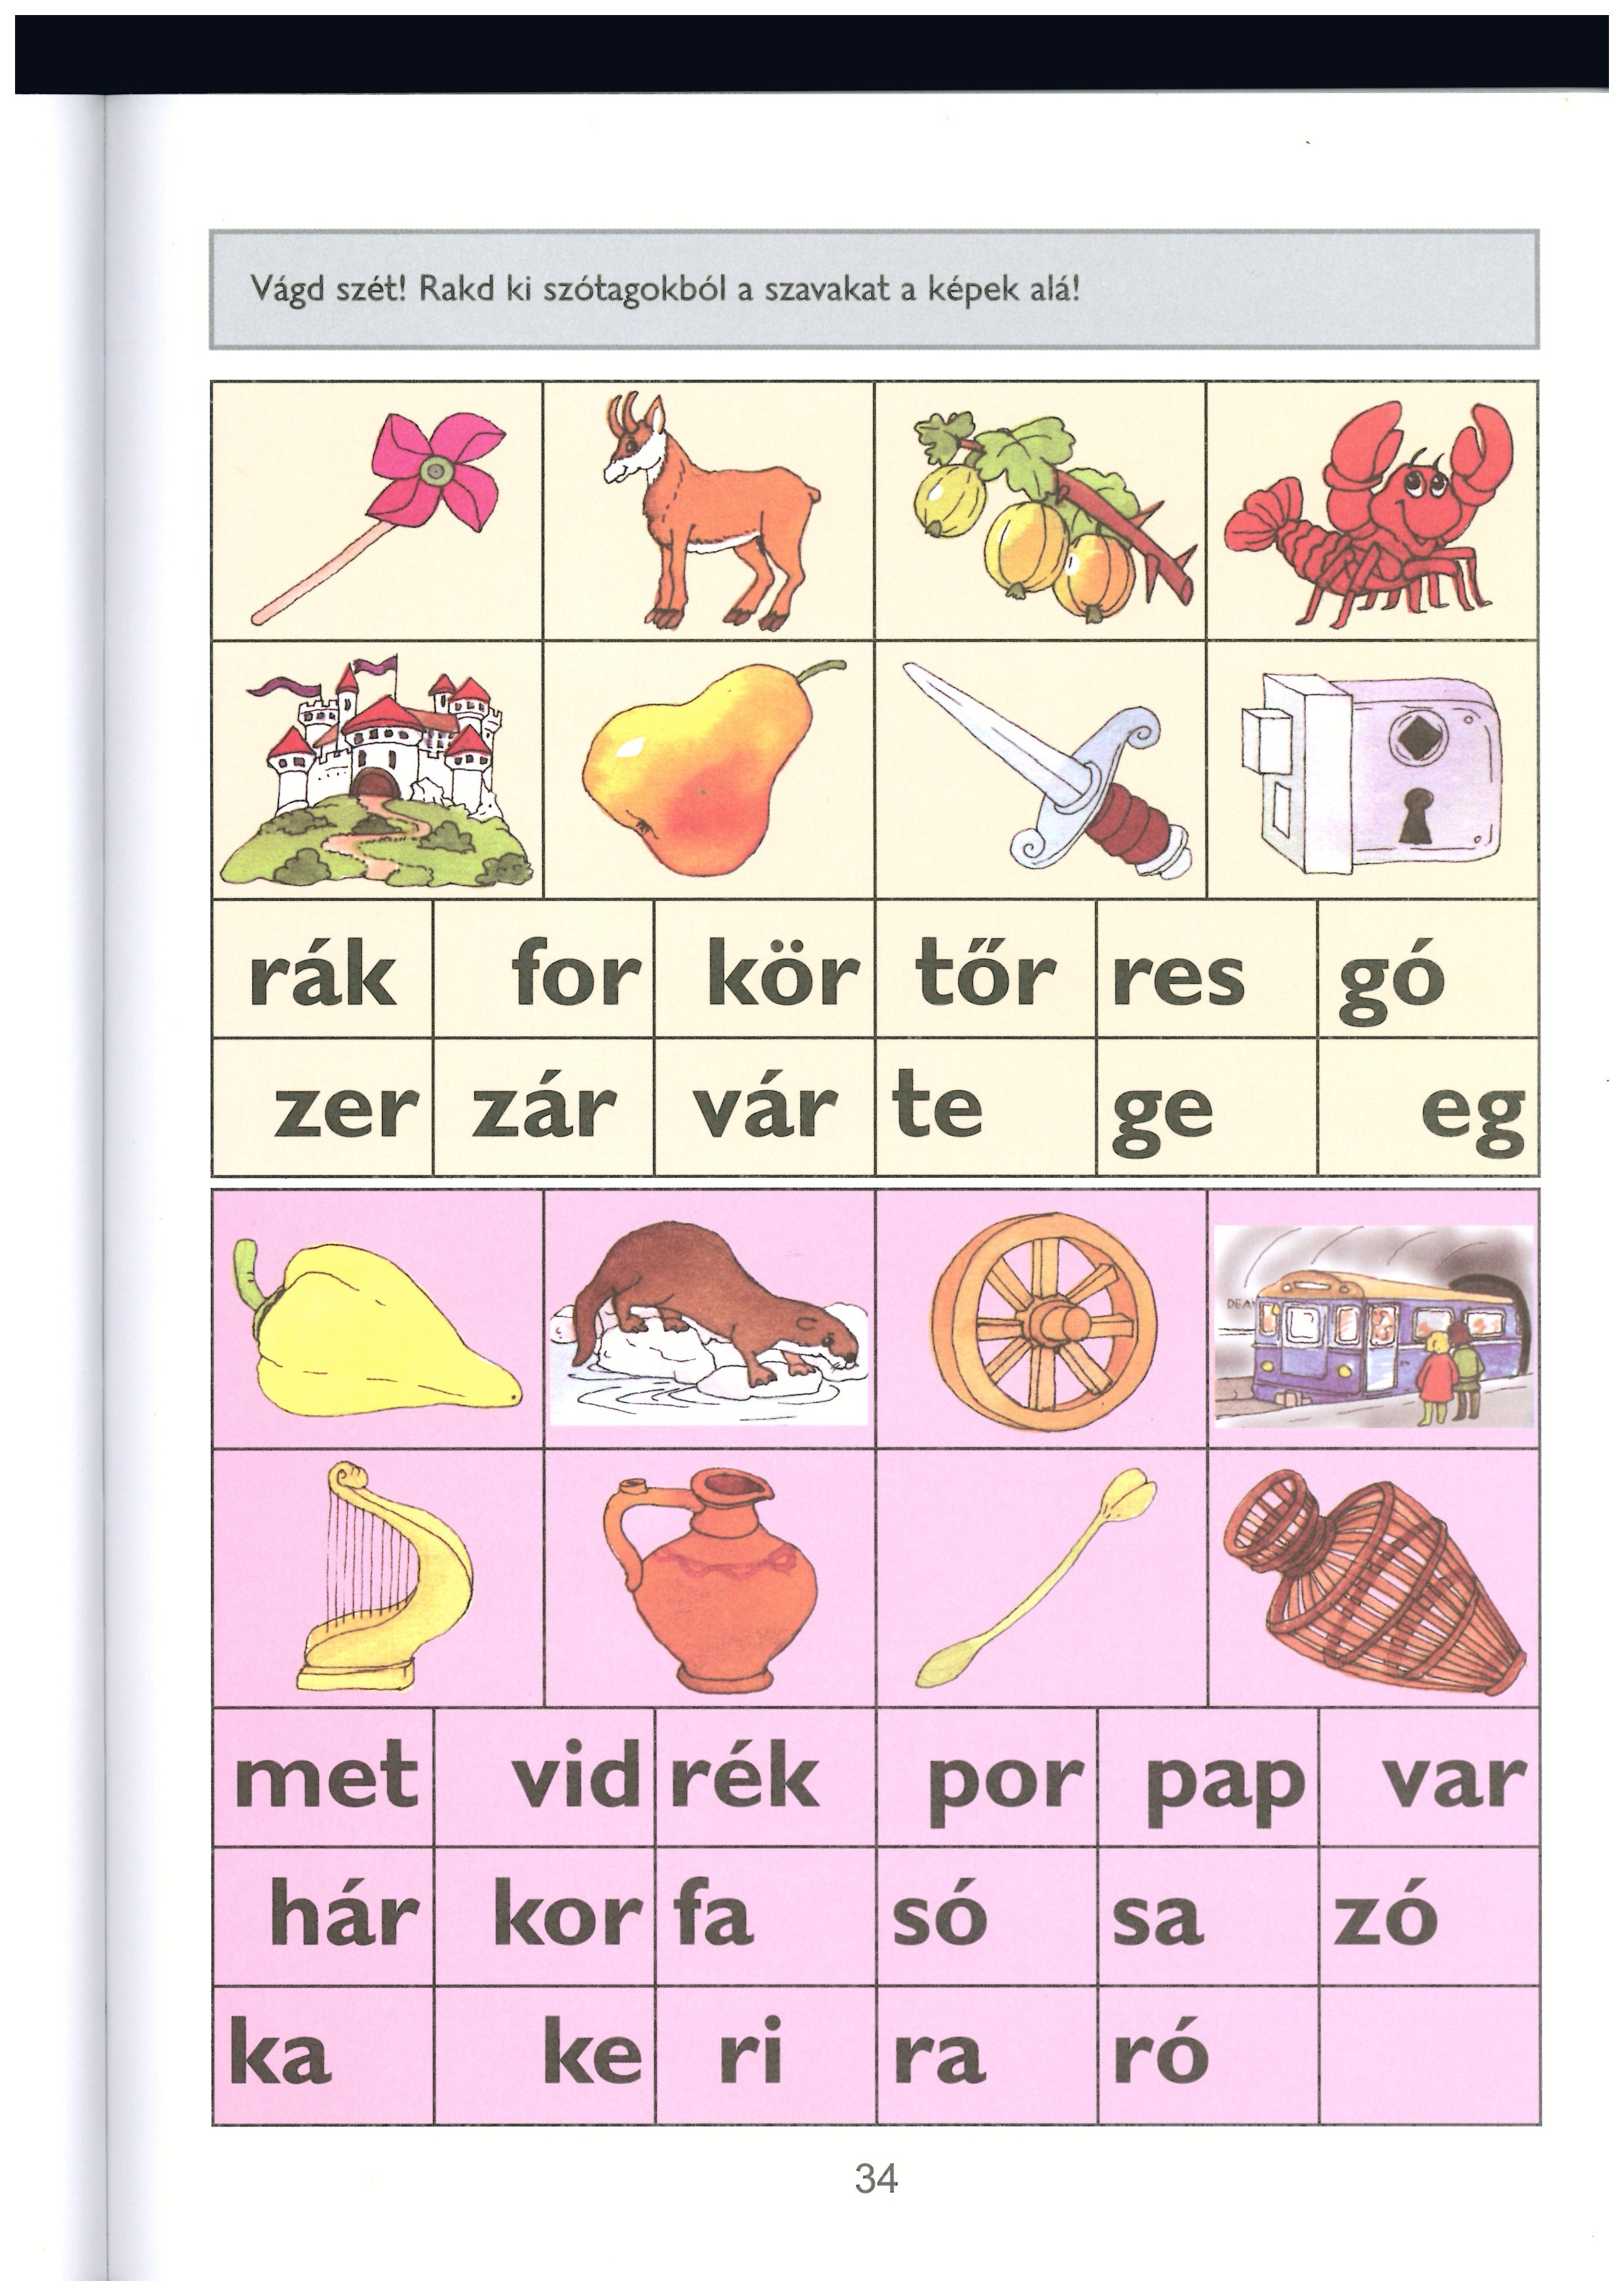 Vágd szét! Rakd ki szótagokból a szavakat a képek alá!
rák for kör tőr res gó
zer zár vár te ge eg
met vid rék por pap var
hár kor fa só sa zó
ka ke ri ra ró
34